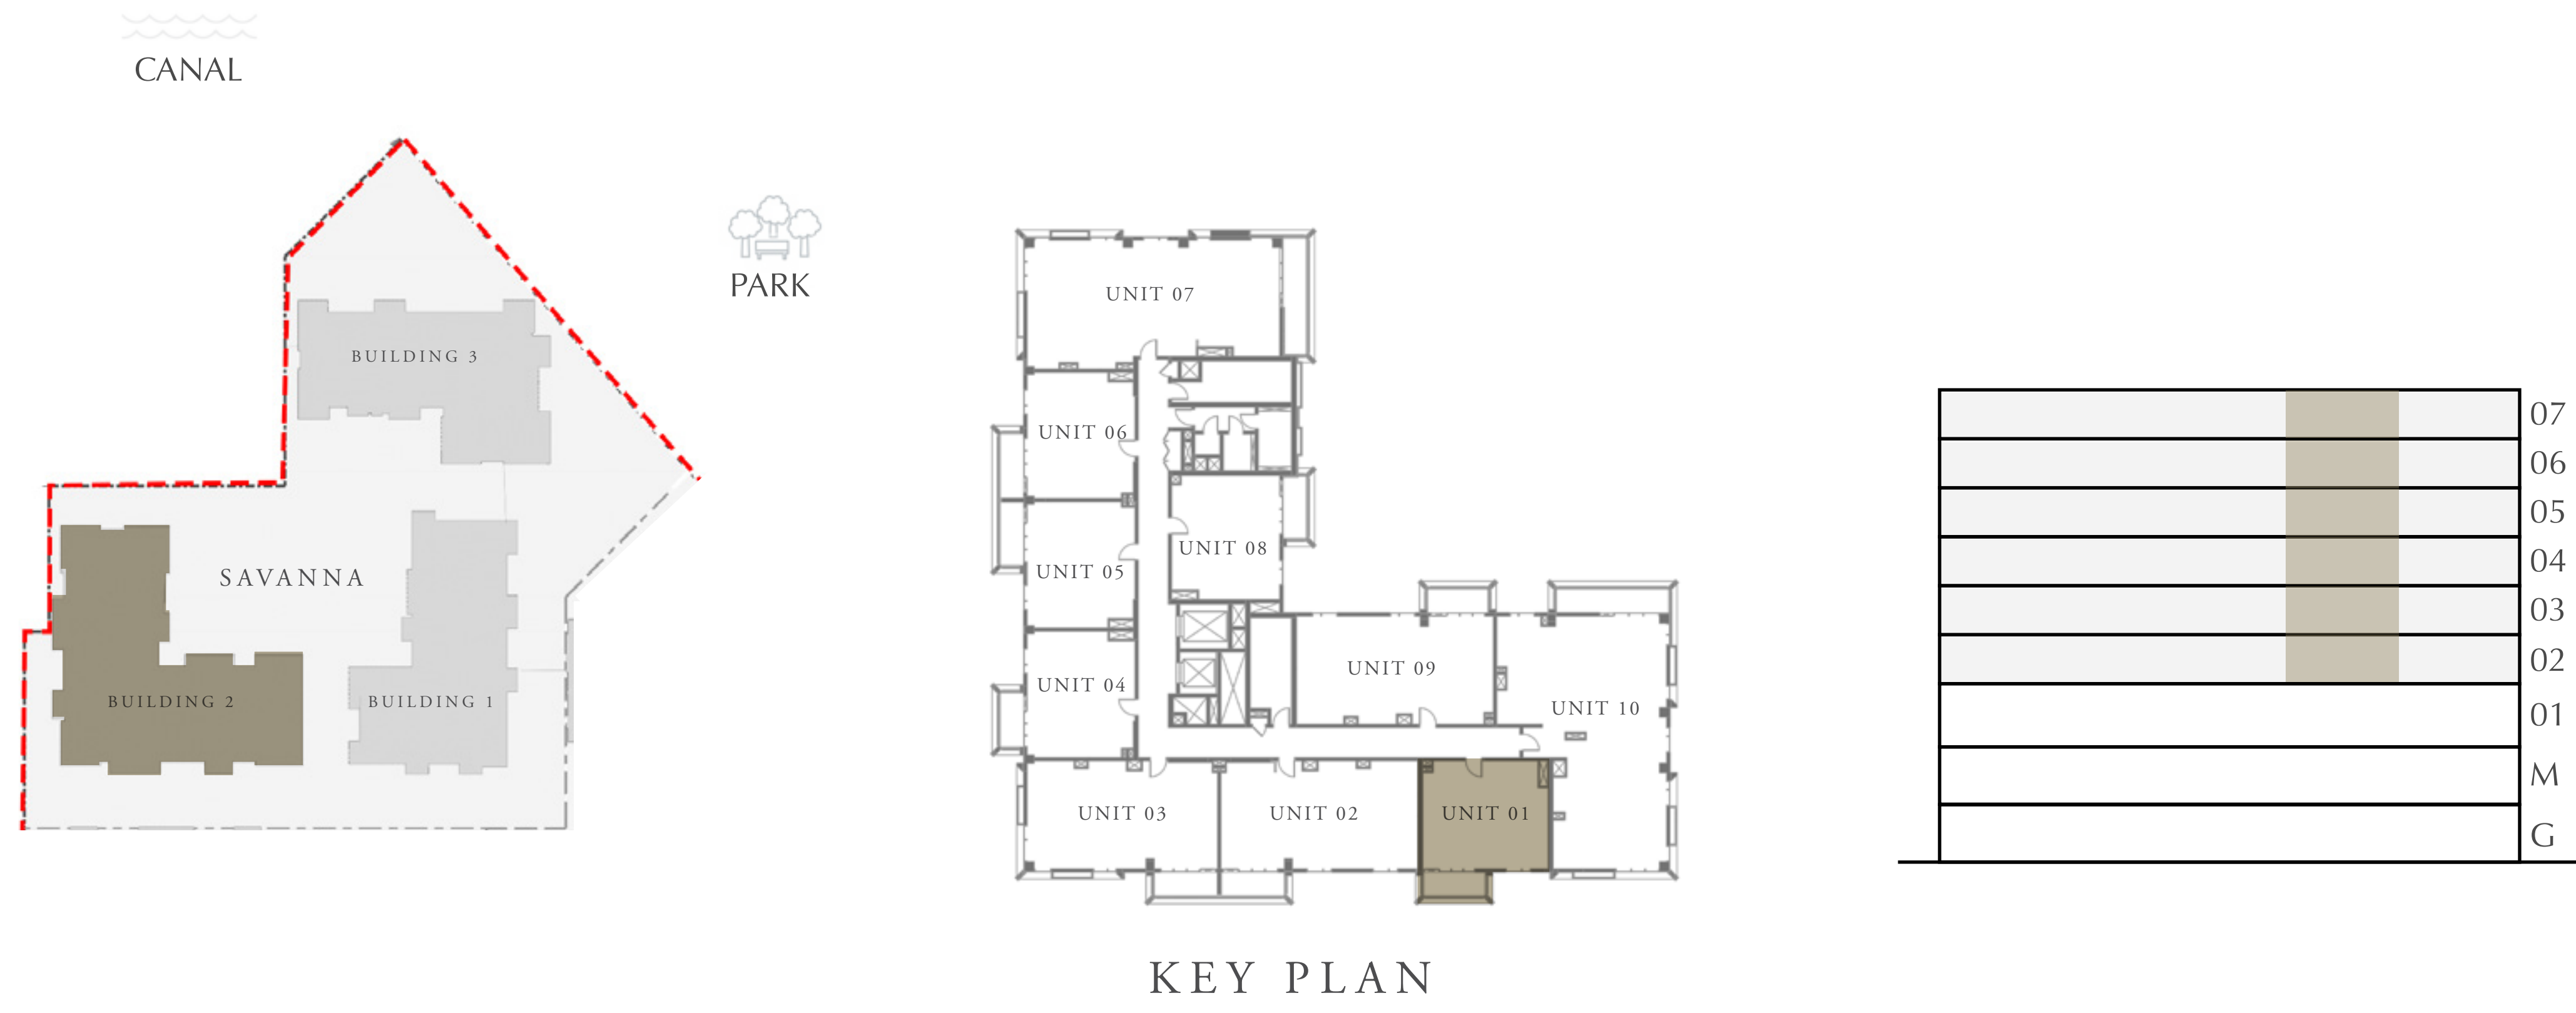 CANAL
PARK
BUILDING 3
SAVANNA
BUILDING 2
BUILDING 1
UNIT 07
UNIT 06
UNIT 08
UNIT 05
UNIT 04
UNIT 09
UNIT 10
UNIT 03
UNIT 02
UNIT 01
KEY PLAN
07
06
05
04
03
02
01
M
G